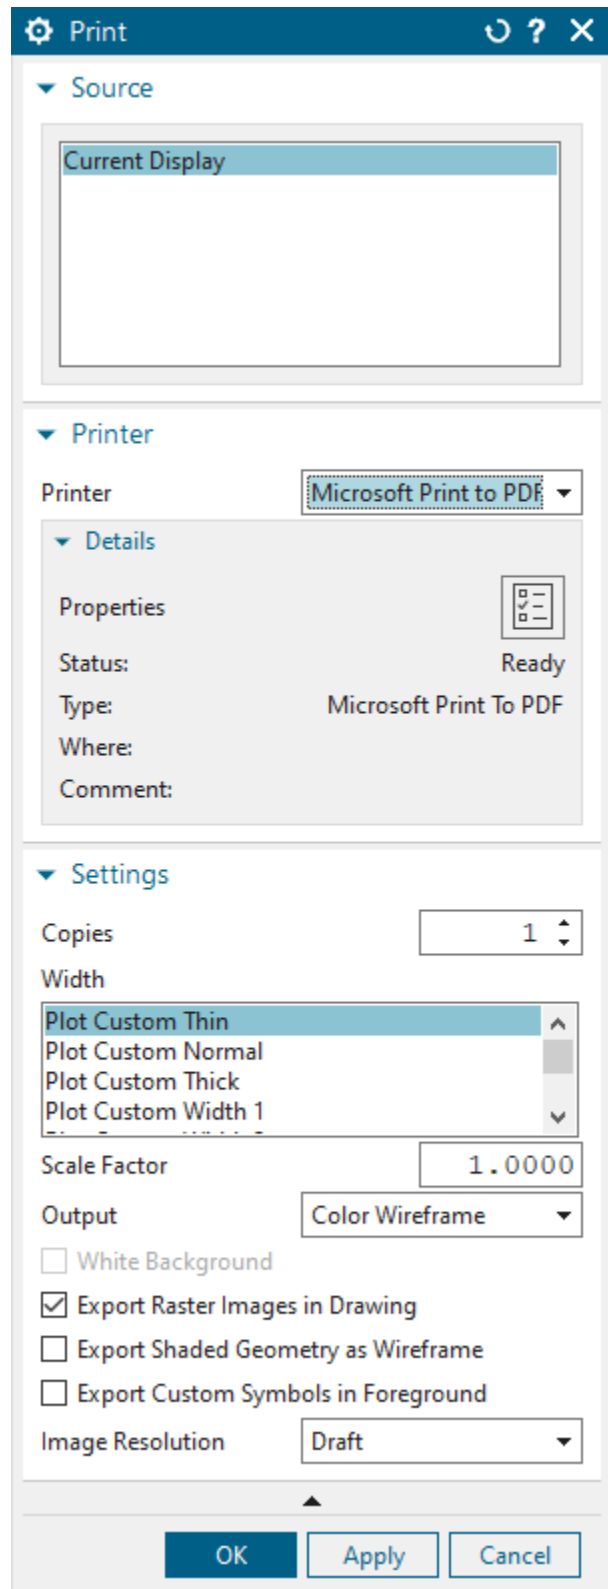 Print
Source
Current Display
Printer
Printer Microsoft Print to PDF
Details
Properties
Status: Ready
Type: Microsoft Print To PDF
Where:
Comment:
Settings
Copies 1
Width
Plot Custom Thin
Plot Custom Normal
Plot Custom Thick
Plot Custom Width 1
Scale Factor 1.0000
Output Color Wireframe
White Background
Export Raster Images in Drawing
Export Shaded Geometry as Wireframe
Export Custom Symbols in Foreground
Image Resolution Draft
OK Apply Cancel